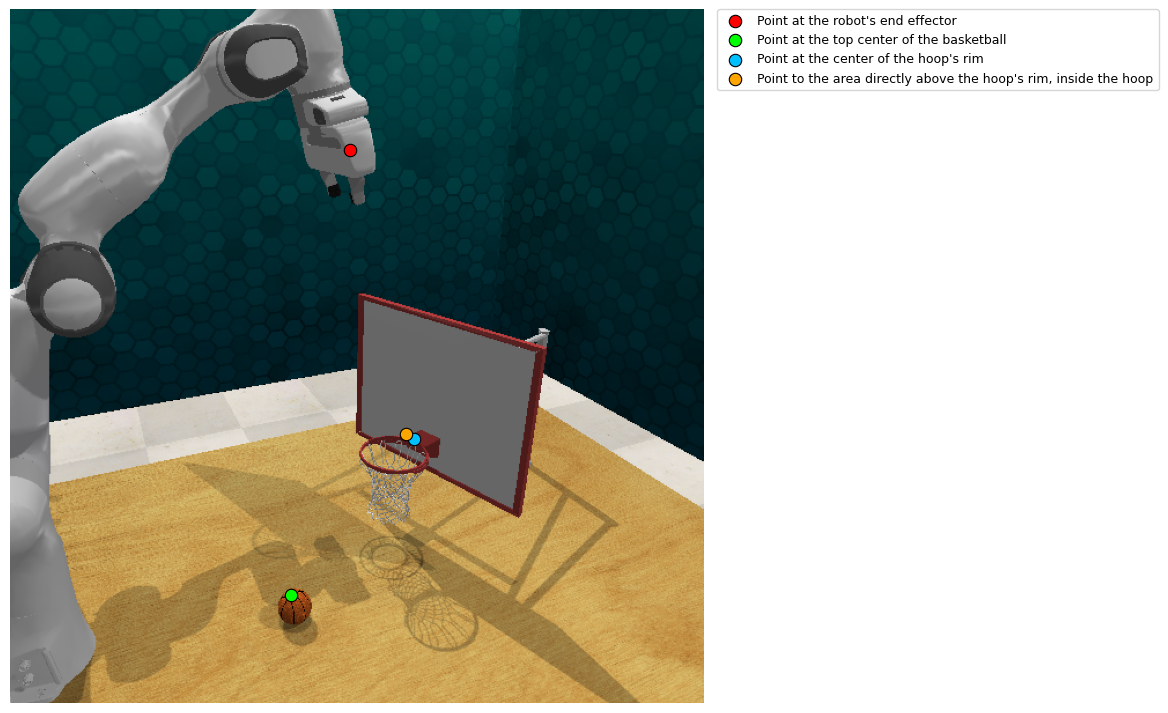 Point at the robot's end effector
Point at the top center of the basketball
Point at the center of the hoop's rim
Point to the area directly above the hoop's rim, inside the hoop